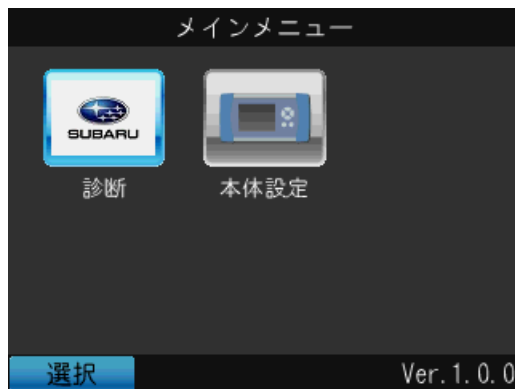 メインメニュー
SUBARU
診断
本体設定
選択
Ver.1.0.0